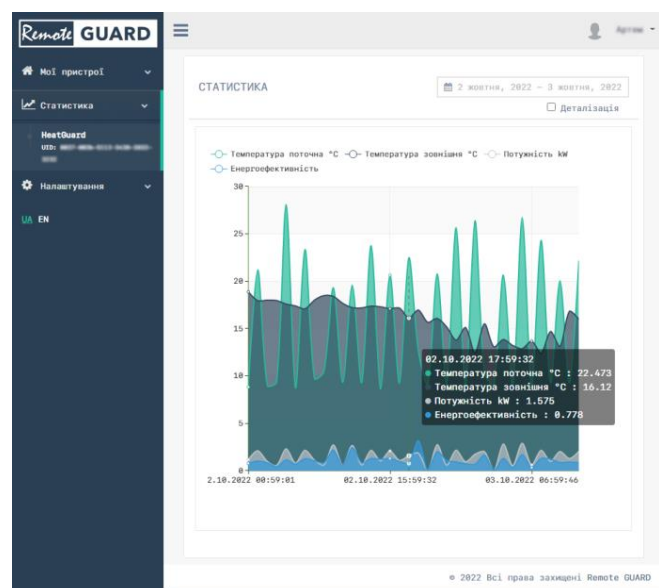 Remote GUARD
Мої пристрої
Статистика
HeatGuard
UID:
Налаштування
UA EN
СТАТИСТИКА
2 жовтня, 2022 – 3 жовтня, 2022
Деталізація
Температура поточна °C Температура зовнішня °C Потужність kW
Енергоефективність
30
25
20
15
10
5
0
2.10.2022 00:59:01 02.10.2022 15:59:32 03.10.2022 06:59:46
02.10.2022 17:59:32
Температура поточна °C : 22.473
Температура зовнішня °C : 16.12
Потужність kW : 1.575
Енергоефективність : 0.778
© 2022 Всі права захищені Remote GUARD